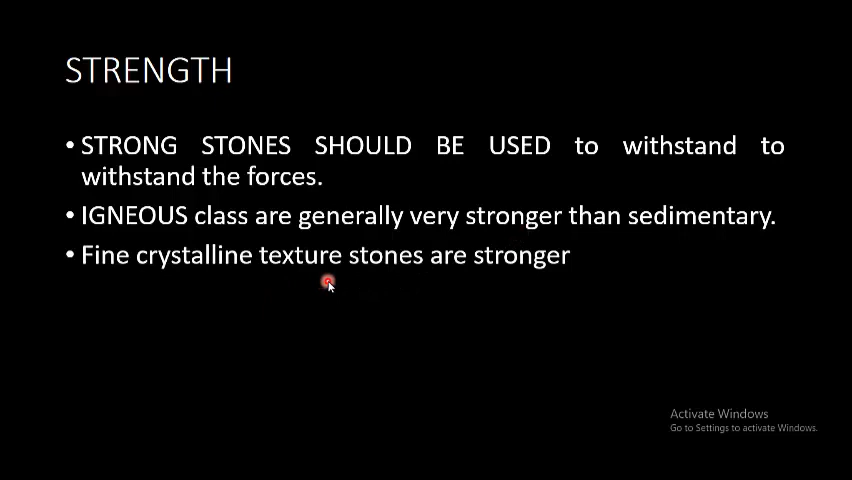 STRENGTH
• STRONG STONES SHOULD BE USED to withstand to
withstand the forces.
• IGNEOUS class are generally very stronger than sedimentary.
• Fine crystalline texture stones are stronger
Activate Windows
Go to Settings to activate Windows.